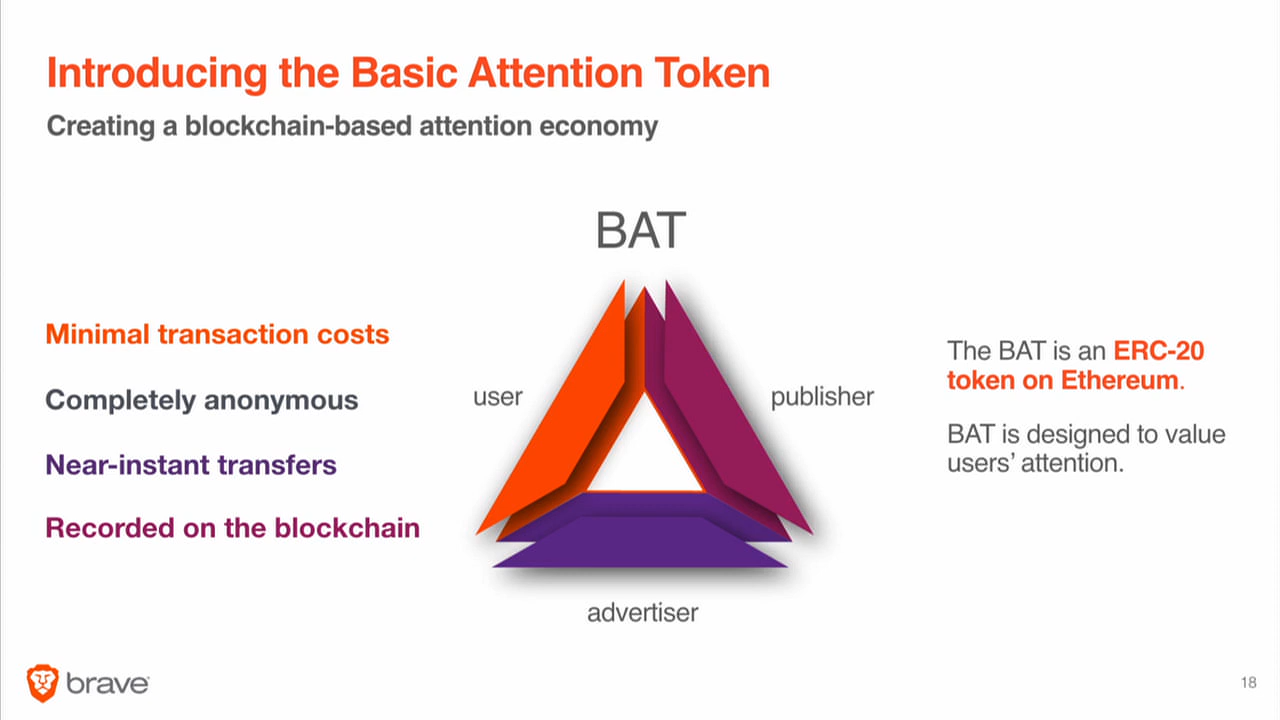 Introducing the Basic Attention Token
Creating a blockchain-based attention economy
BAT
Minimal transaction costs
Completely anonymous
Near-instant transfers
Recorded on the blockchain
user
publisher
advertiser
The BAT is an ERC-20
token on Ethereum.
BAT is designed to value
users’ attention.
brave
18